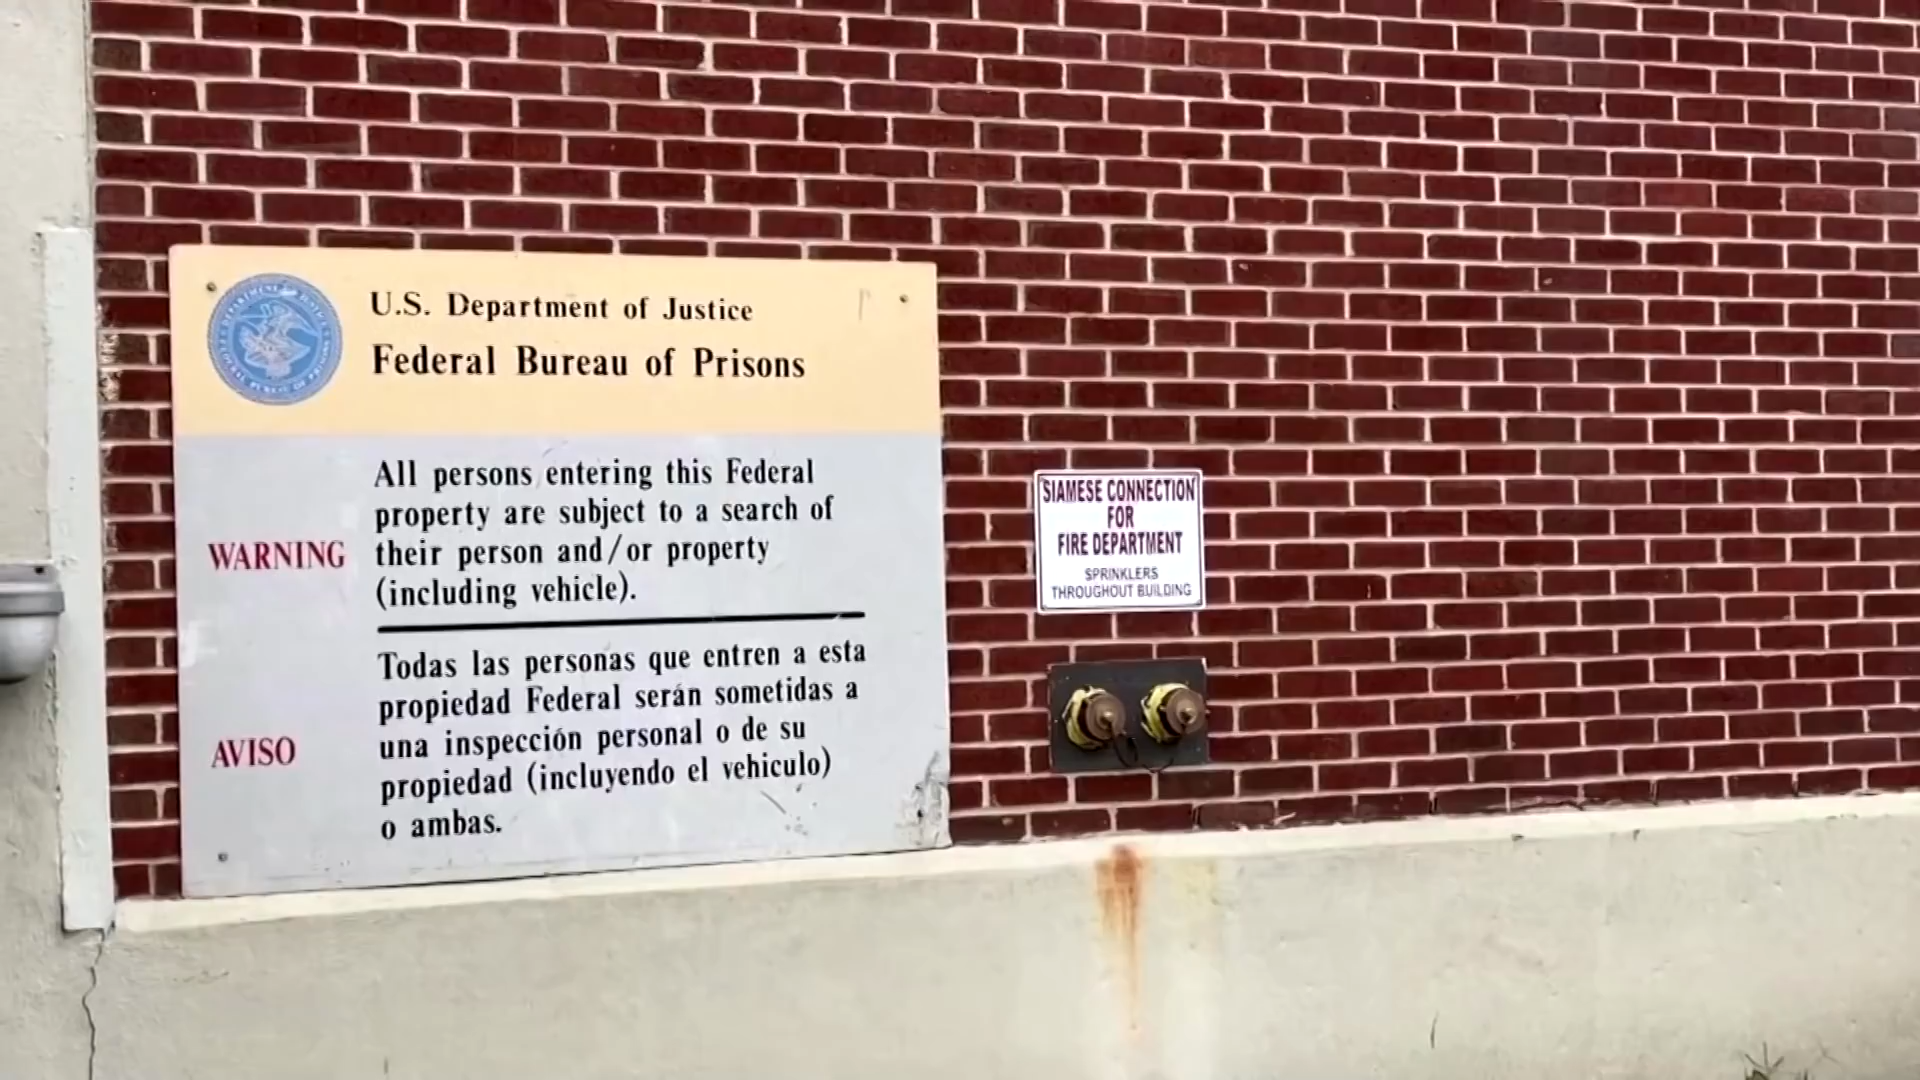 U.S. Department of Justice
Federal Bureau of Prisons
WARNING
All persons entering this Federal
property are subject to a search of
their person and/or property
(including vehicle).
AVISO
Todas las personas que entren a esta
propiedad Federal serán sometidas a
una inspección personal o de su
propiedad (incluyendo el vehiculo)
o ambas.
SIAMESE CONNECTION
FOR
FIRE DEPARTMENT
SPRINKLERS
THROUGHOUT BUILDING